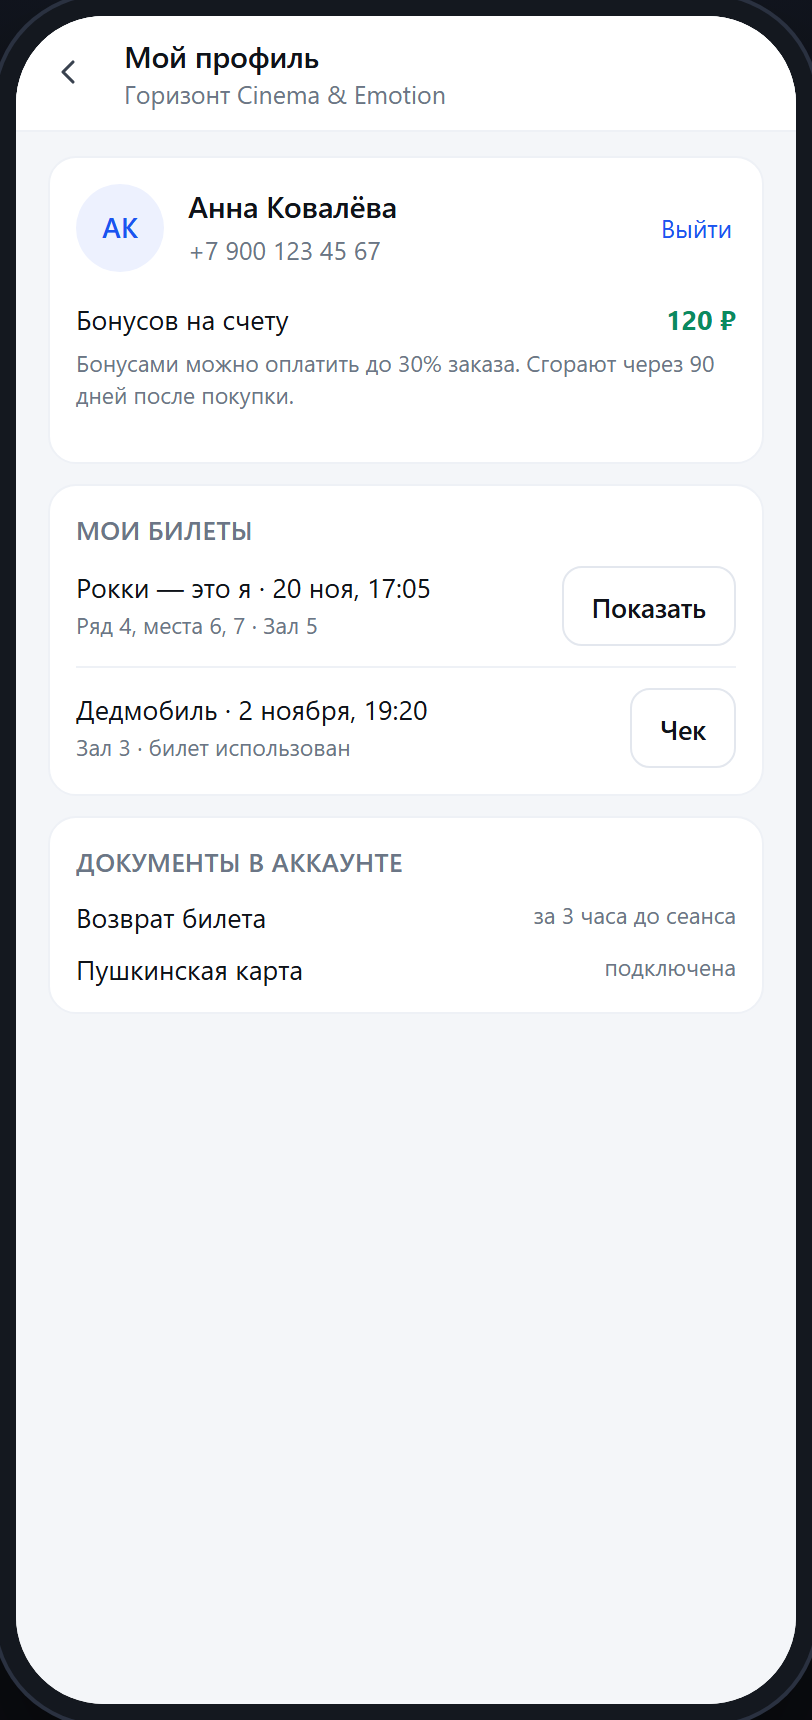 Мой профиль
Горизонт Cinema & Emotion
АК
Анна Ковалёва
+7 900 123 45 67
Выйти
Бонусов на счету
120 ₽
Бонусами можно оплатить до 30% заказа. Сгорают через 90
дней после покупки.
МОИ БИЛЕТЫ
Рокки — это я · 20 ноя, 17:05
Ряд 4, места 6, 7 · Зал 5
Показать
Дедмобиль · 2 ноября, 19:20
Зал 3 · билет использован
Чек
ДОКУМЕНТЫ В АККАУНТЕ
Возврат билета
за 3 часа до сеанса
Пушкинская карта
подключена